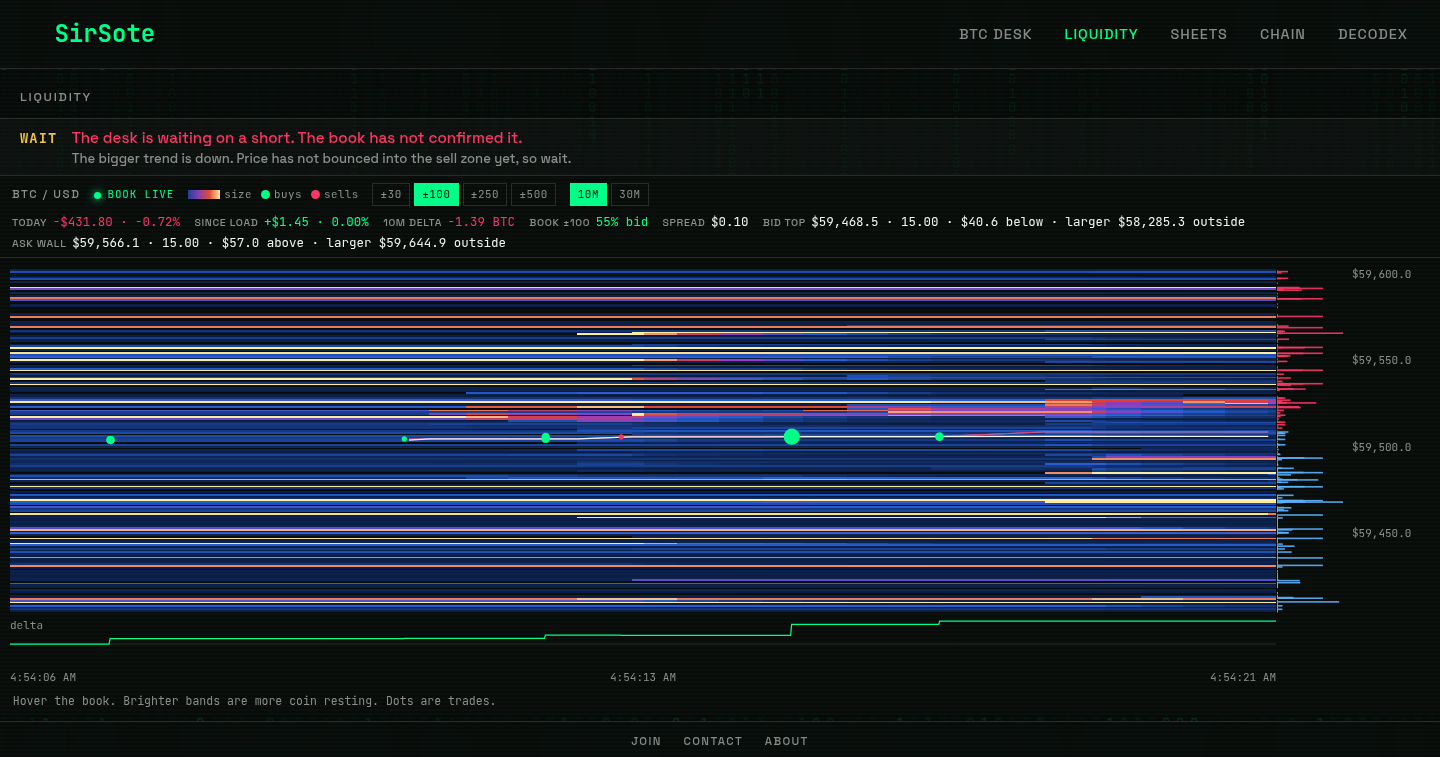 SirSote
BTC DESK LIQUIDITY SHEETS CHAIN DECODEX
LIQUIDITY
WAIT The desk is waiting on a short. The book has not confirmed it.
The bigger trend is down. Price has not bounced into the sell zone yet, so wait.
BTC / USD BOOK LIVE size buys sells ±30 ±100 ±250 ±500 10M 30M
TODAY -$431.80 · -0.72% SINCE LOAD +$1.45 · 0.00% 10M DELTA -1.39 BTC BOOK ±100 55% bid SPREAD $0.10 BID TOP $59,468.5 · 15.00 · $40.6 below · larger $58,285.3 outside
ASK WALL $59,566.1 · 15.00 · $57.0 above · larger $59,644.9 outside
$59,600.0
$59,550.0
$59,500.0
$59,450.0
delta
4:54:06 AM 4:54:13 AM 4:54:21 AM
Hover the book. Brighter bands are more coin resting. Dots are trades.
JOIN CONTACT ABOUT